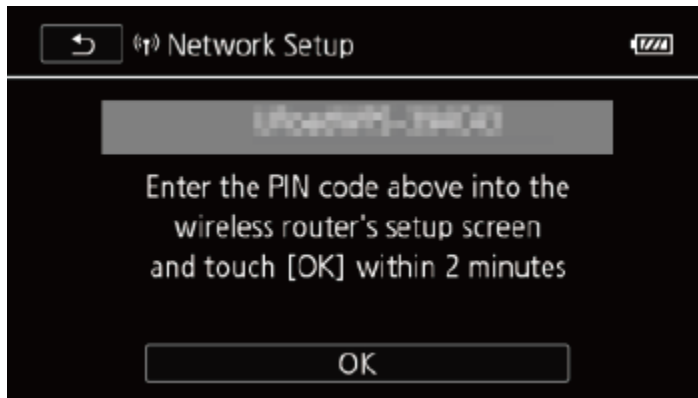 Network Setup
Enter the PIN code above into the
wireless router's setup screen
and touch [OK] within 2 minutes
OK